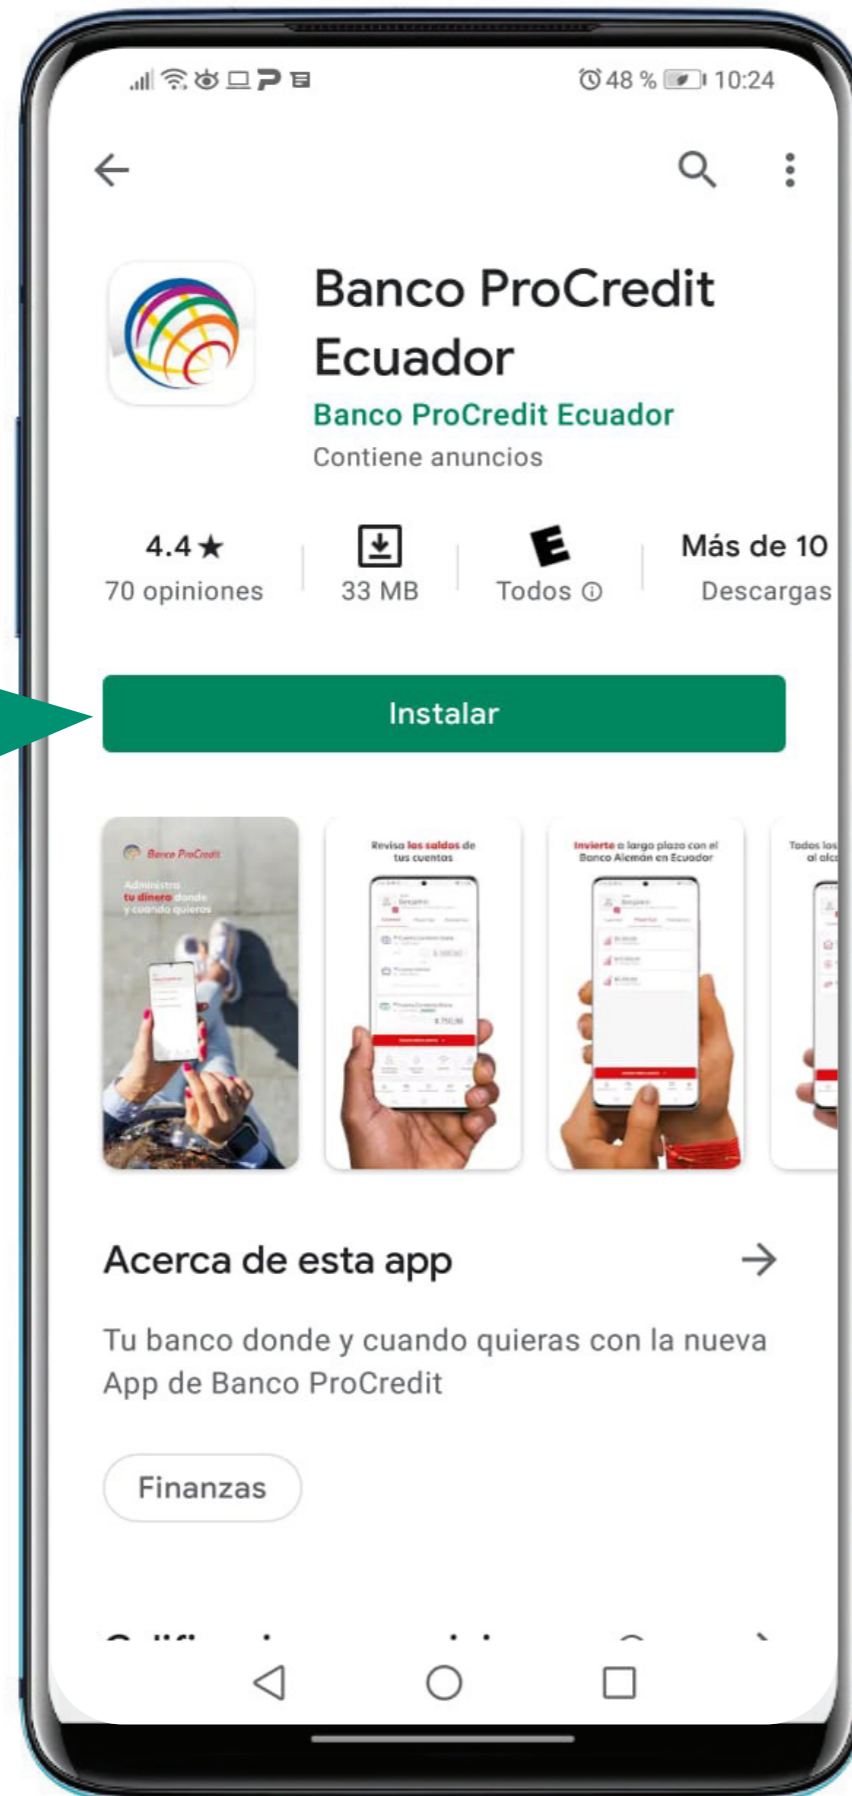 48 % 10:24
Banco ProCredit
Ecuador
Banco ProCredit Ecuador
Contiene anuncios
4.4★
70 opiniones
33 MB
E
Todos
Más de 10
Descargas
Instalar
Banco ProCredit
Administra
tu dinero donde
y cuando quieras
Revisa los saldos de
tus cuentas
Invierte a largo plazo con el
Banco Alemán en Ecuador
Todos los
Acerca de esta app
Tu banco donde y cuando quieras con la nueva
App de Banco ProCredit
Finanzas